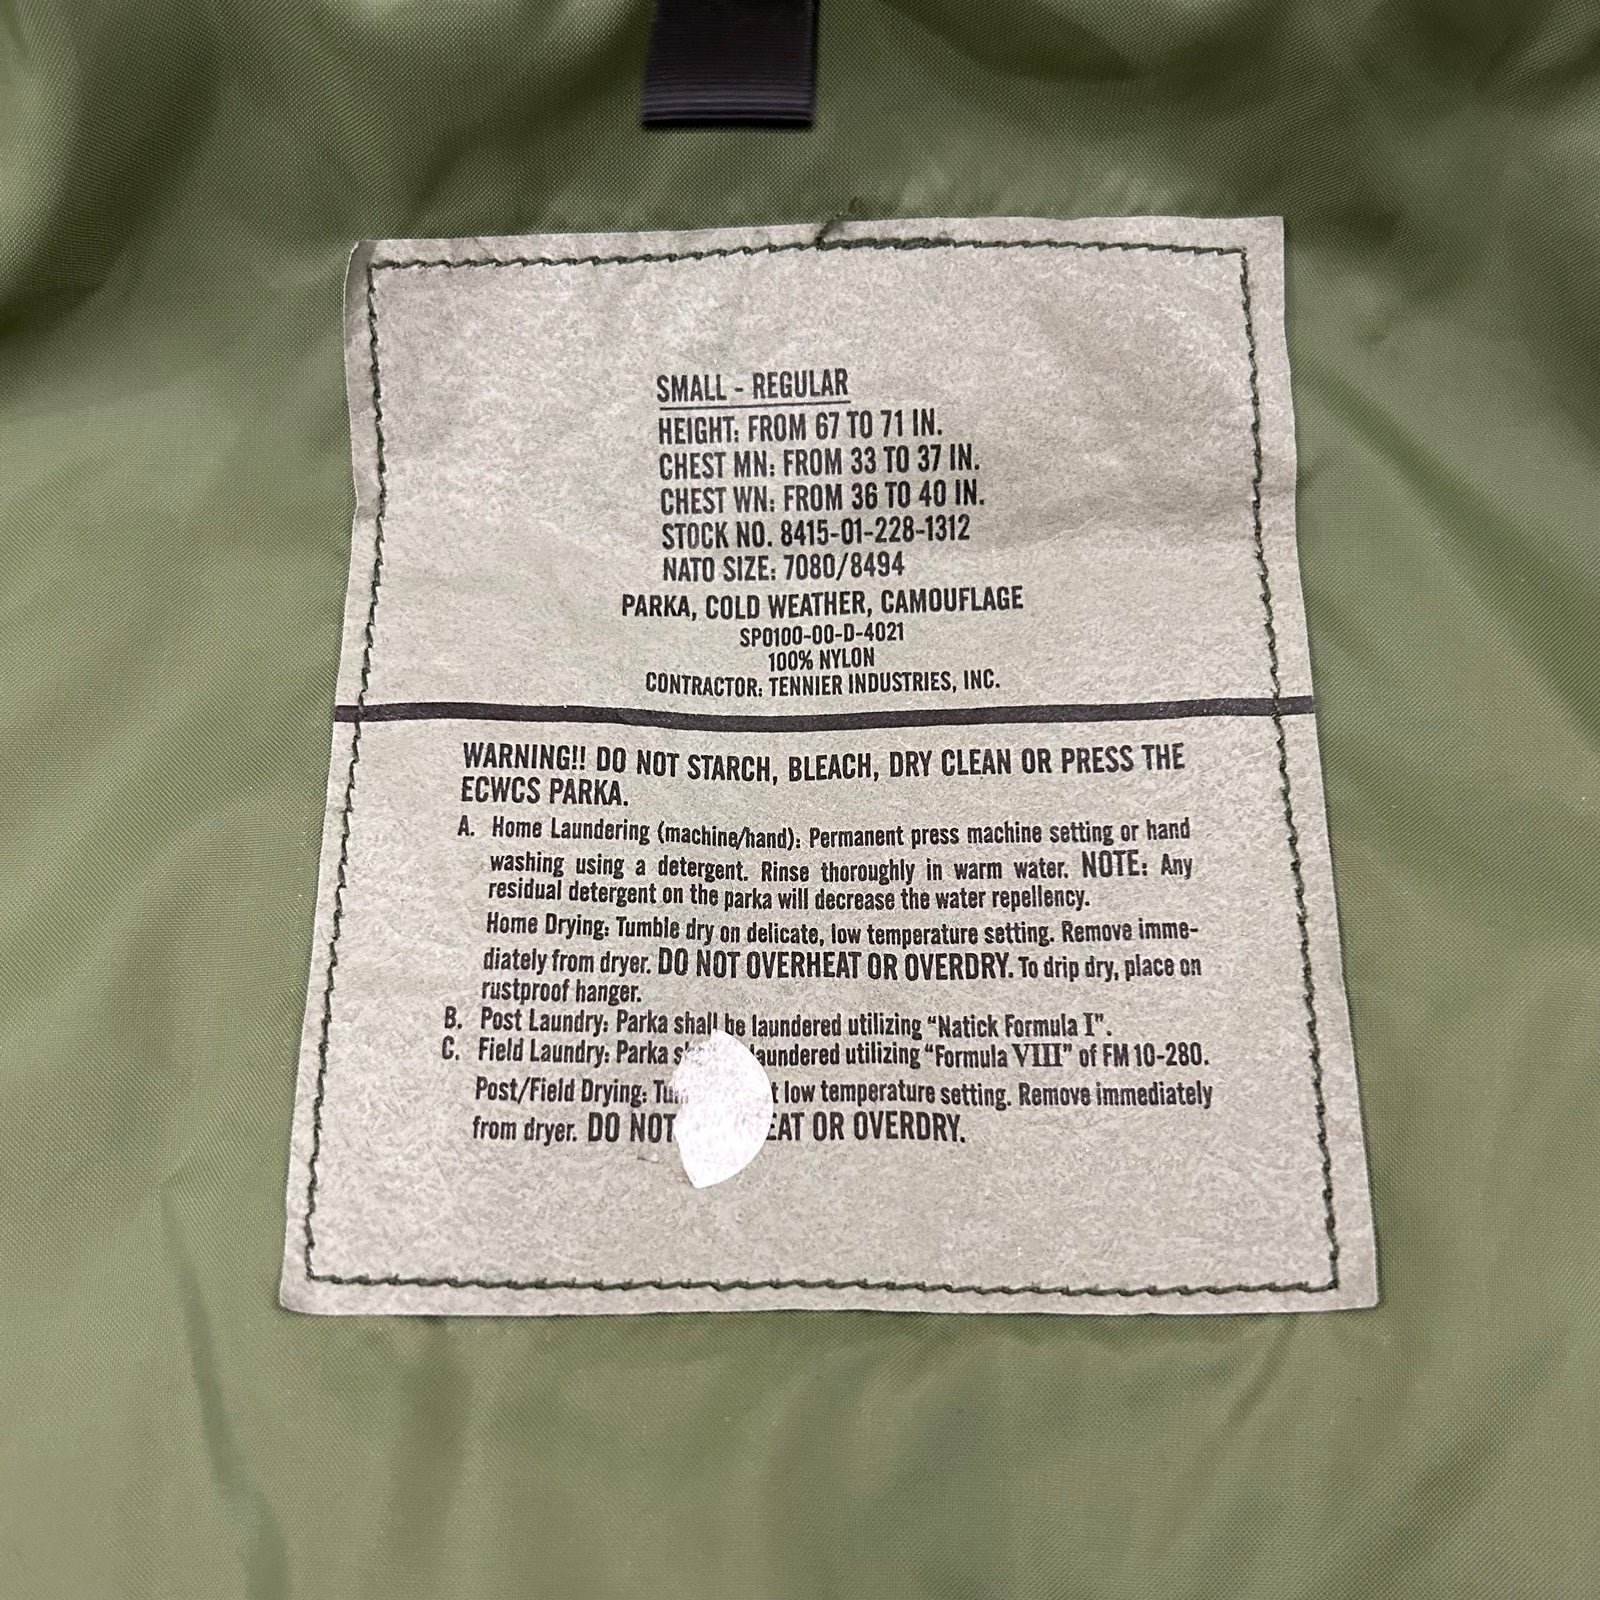 SMALL - REGULAR
HEIGHT: FROM 67 TO 71 IN.
CHEST MN: FROM 33 TO 37 IN.
CHEST WN: FROM 36 TO 40 IN.
STOCK NO. 8415-01-228-1312
NATO SIZE: 7080/8494
PARKA, COLD WEATHER, CAMOUFLAGE
SP0100-00-D-4021
100% NYLON
CONTRACTOR: TENNIER INDUSTRIES, INC.
WARNING!! DO NOT STARCH, BLEACH, DRY CLEAN OR PRESS THE
ECWCS PARKA.
A. Home Laundering (machine/hand): Permanent press machine setting or hand
washing using a detergent. Rinse thoroughly in warm water. NOTE: Any
residual detergent on the parka will decrease the water repellency.
Home Drying: Tumble dry on delicate, low temperature setting. Remove imme-
diately from dryer. DO NOT OVERHEAT OR OVERDRY. To drip dry, place on
rustproof hanger.
B. Post Laundry: Parka shall be laundered utilizing "Natick Formula I".
C. Field Laundry: Parka laundered utilizing "Formula VIII" of FM 10-280.
Post/Field Drying: low temperature setting. Remove immediately
from dryer. DO NOT OR OVERDRY.